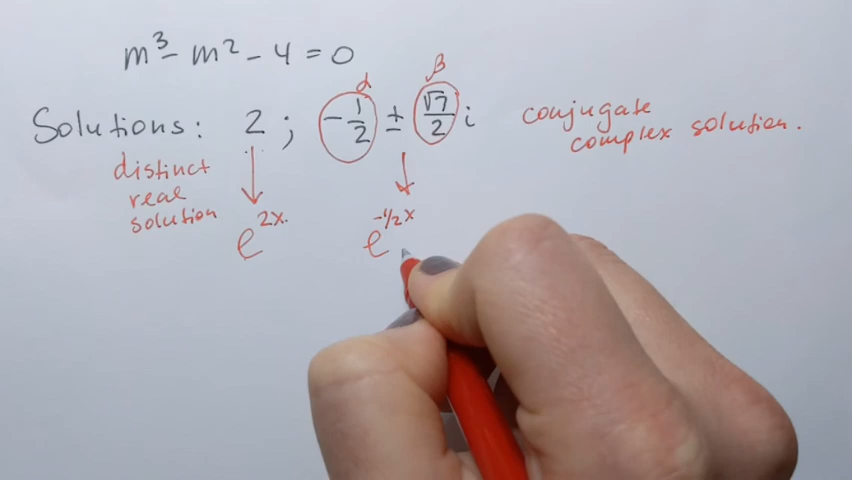 m³ - m² - 4 = 0
α β
Solutions: 2 ; -1/2 ± √7/2 i
conjugate
complex solution.
distinct
real
solution
e^2x e^-1/2x